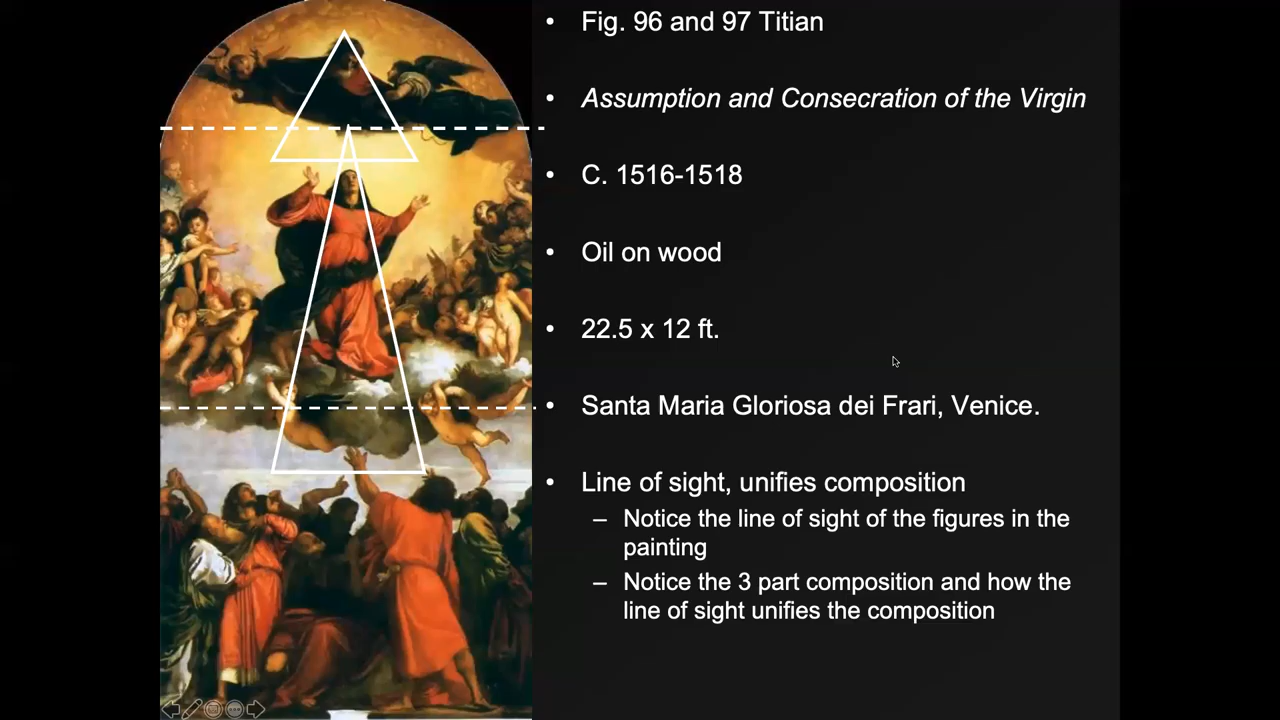 • Fig. 96 and 97 Titian
• Assumption and Consecration of the Virgin
• C. 1516-1518
• Oil on wood
• 22.5 x 12 ft.
• Santa Maria Gloriosa dei Frari, Venice.
• Line of sight, unifies composition
– Notice the line of sight of the figures in the
painting
– Notice the 3 part composition and how the
line of sight unifies the composition